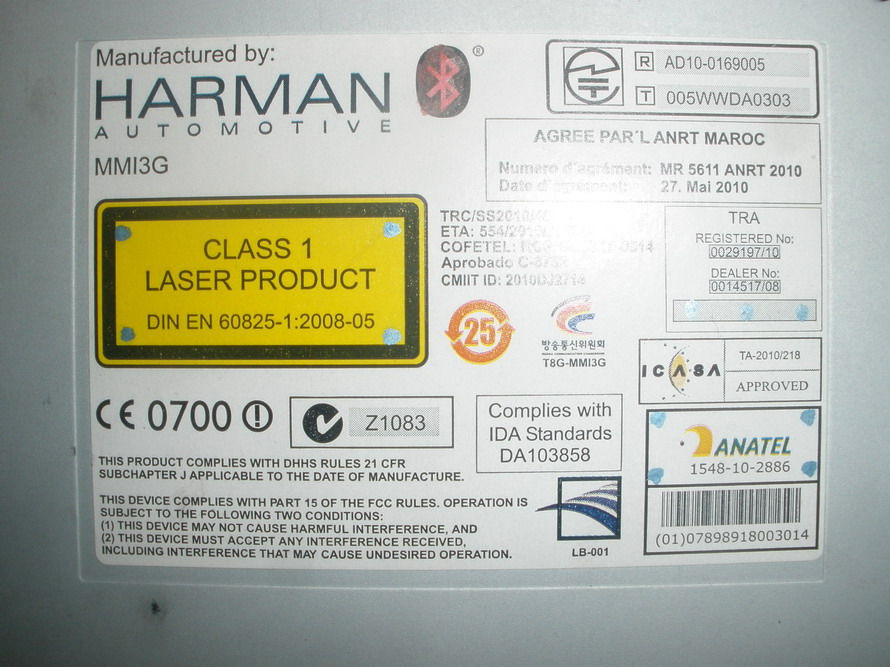 Manufactured by:
HARMAN
AUTOMOTIVE
MMI3G
®
R AD10-0169005
T 005WWDA0303
AGREE PAR´L ANRT MAROC
Numero d´agrément: MR 5611 ANRT 2010
Date d´agrément: 27. Mai 2010
CLASS 1
LASER PRODUCT
DIN EN 60825-1:2008-05
TRC/SS2010/
ETA: 554/2010
COFETEL:
Aprobado
CMIIT ID: 2010DJ2714
TRA
REGISTERED No:
0029197/10
DEALER No:
0014517/08
25
방송통신위원회
T8G-MMI3G
ICASA
TA-2010/218
APPROVED
CE 0700
Z1083
Complies with
IDA Standards
DA103858
ANATEL
1548-10-2886
(01)07898918003014
THIS PRODUCT COMPLIES WITH DHHS RULES 21 CFR
SUBCHAPTER J APPLICABLE TO THE DATE OF MANUFACTURE.
THIS DEVICE COMPLIES WITH PART 15 OF THE FCC RULES. OPERATION IS
SUBJECT TO THE FOLLOWING TWO CONDITIONS:
(1) THIS DEVICE MAY NOT CAUSE HARMFUL INTERFERENCE, AND
(2) THIS DEVICE MUST ACCEPT ANY INTERFERENCE RECEIVED,
INCLUDING INTERFERENCE THAT MAY CAUSE UNDESIRED OPERATION.
LB-001